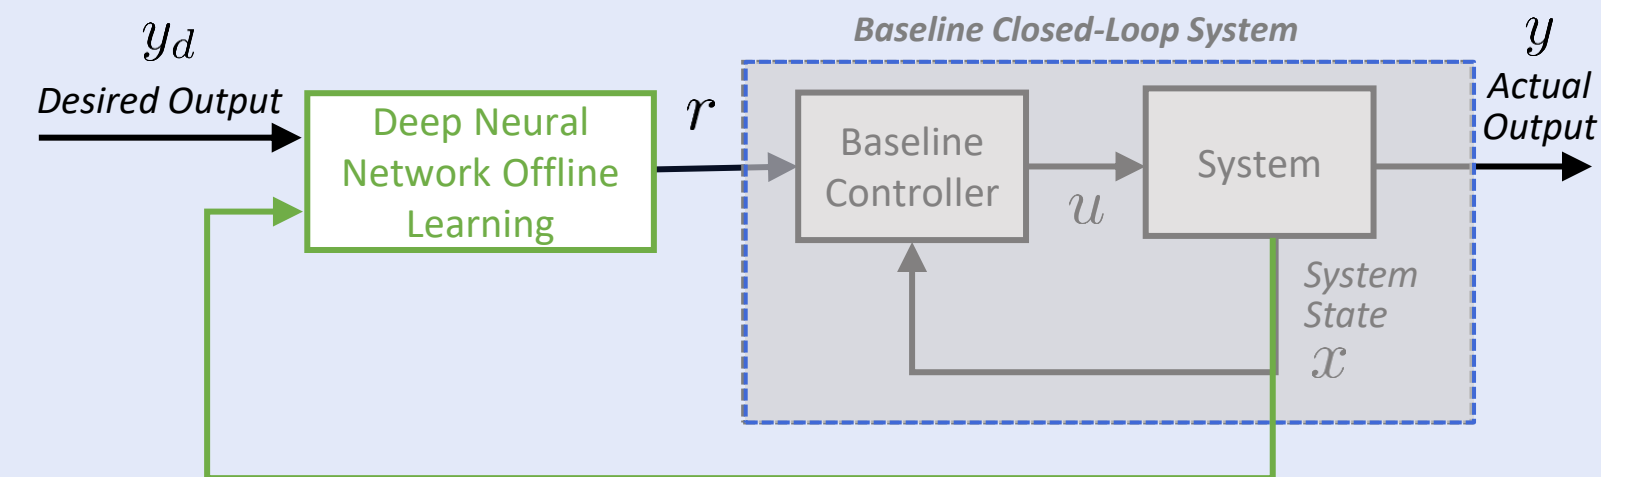 Baseline Closed-Loop System
y_d
Desired Output
Deep Neural
Network Offline
Learning
r
Baseline
Controller
u
System
System
State
x
y
Actual
Output